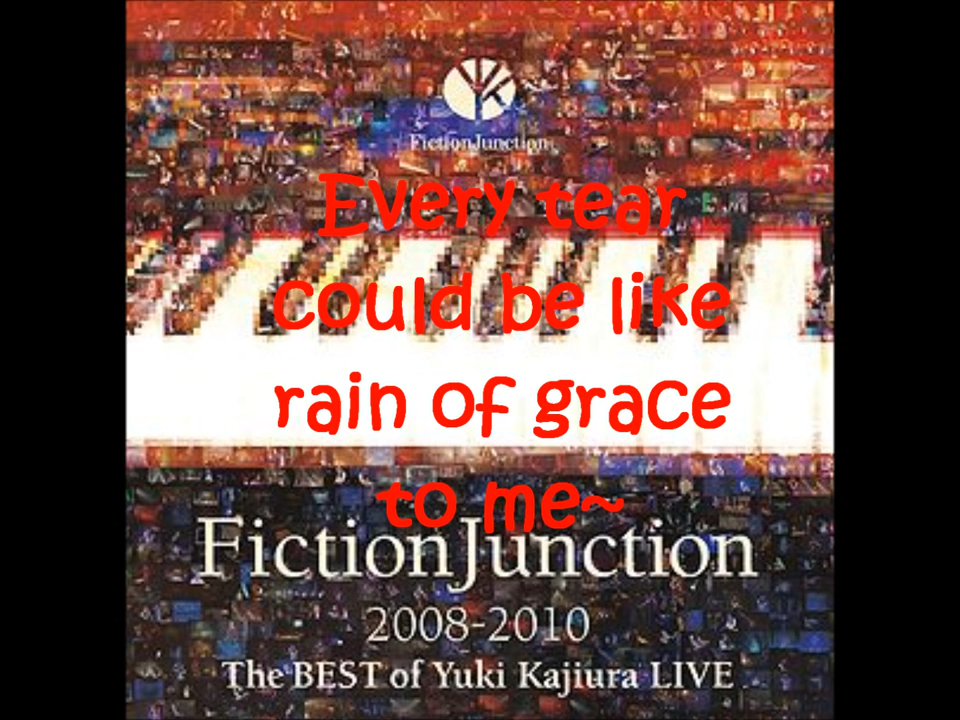 FictionJunction
Every tear
could be like
rain of grace
to me~
FictionJunction
2008-2010
The BEST of Yuki Kajiura LIVE